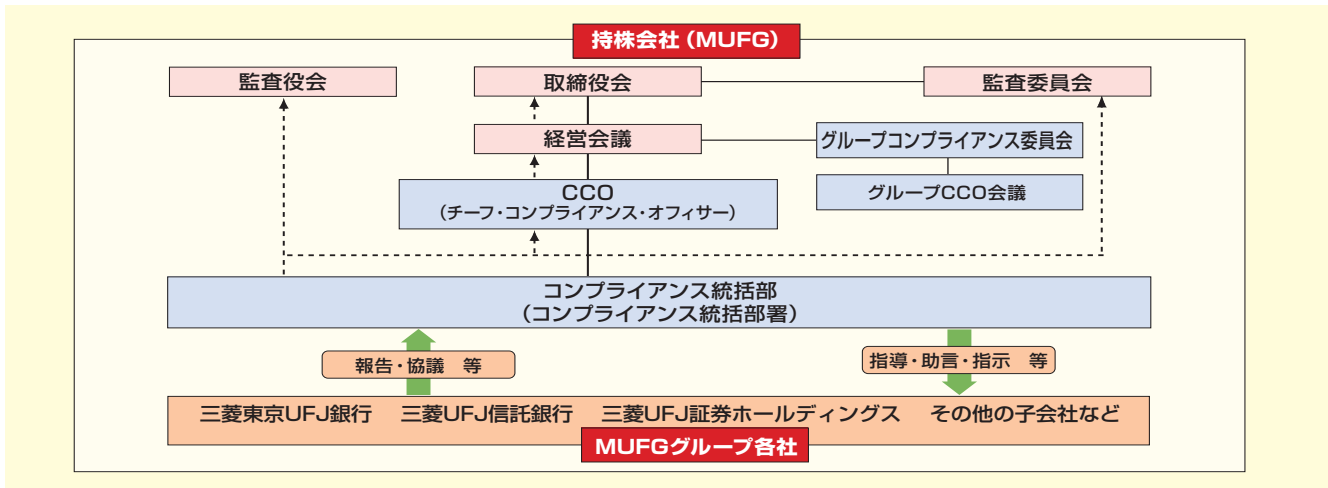 持株会社（MUFG）
監査役会
取締役会
監査委員会
経営会議
グループコンプライアンス委員会
CCO
（チーフ・コンプライアンス・オフィサー）
グループCCO会議
コンプライアンス統括部
（コンプライアンス統括部署）
報告・協議　等
指導・助言・指示　等
三菱東京UFJ銀行　三菱UFJ信託銀行　三菱UFJ証券ホールディングス　その他の子会社など
MUFGグループ各社